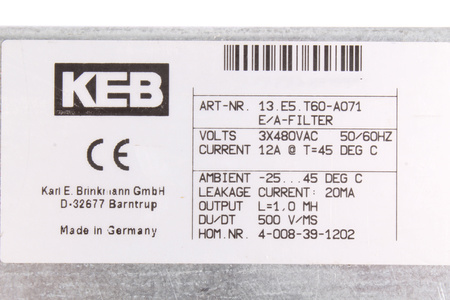 KEB
ART-NR. 13.E5.T60-A071
E/A-FILTER
VOLTS 3X480VAC 50/60HZ
CURRENT 12A @ T=45 DEG C
CE
AMBIENT -25...45 DEG C
LEAKAGE CURRENT: 20MA
OUTPUT L=1,0 MH
DU/DT 500 V/MS
HOM.NR. 4-008-39-1202
Karl E. Brinkmann GmbH
D-32677 Barntrup
Made in Germany